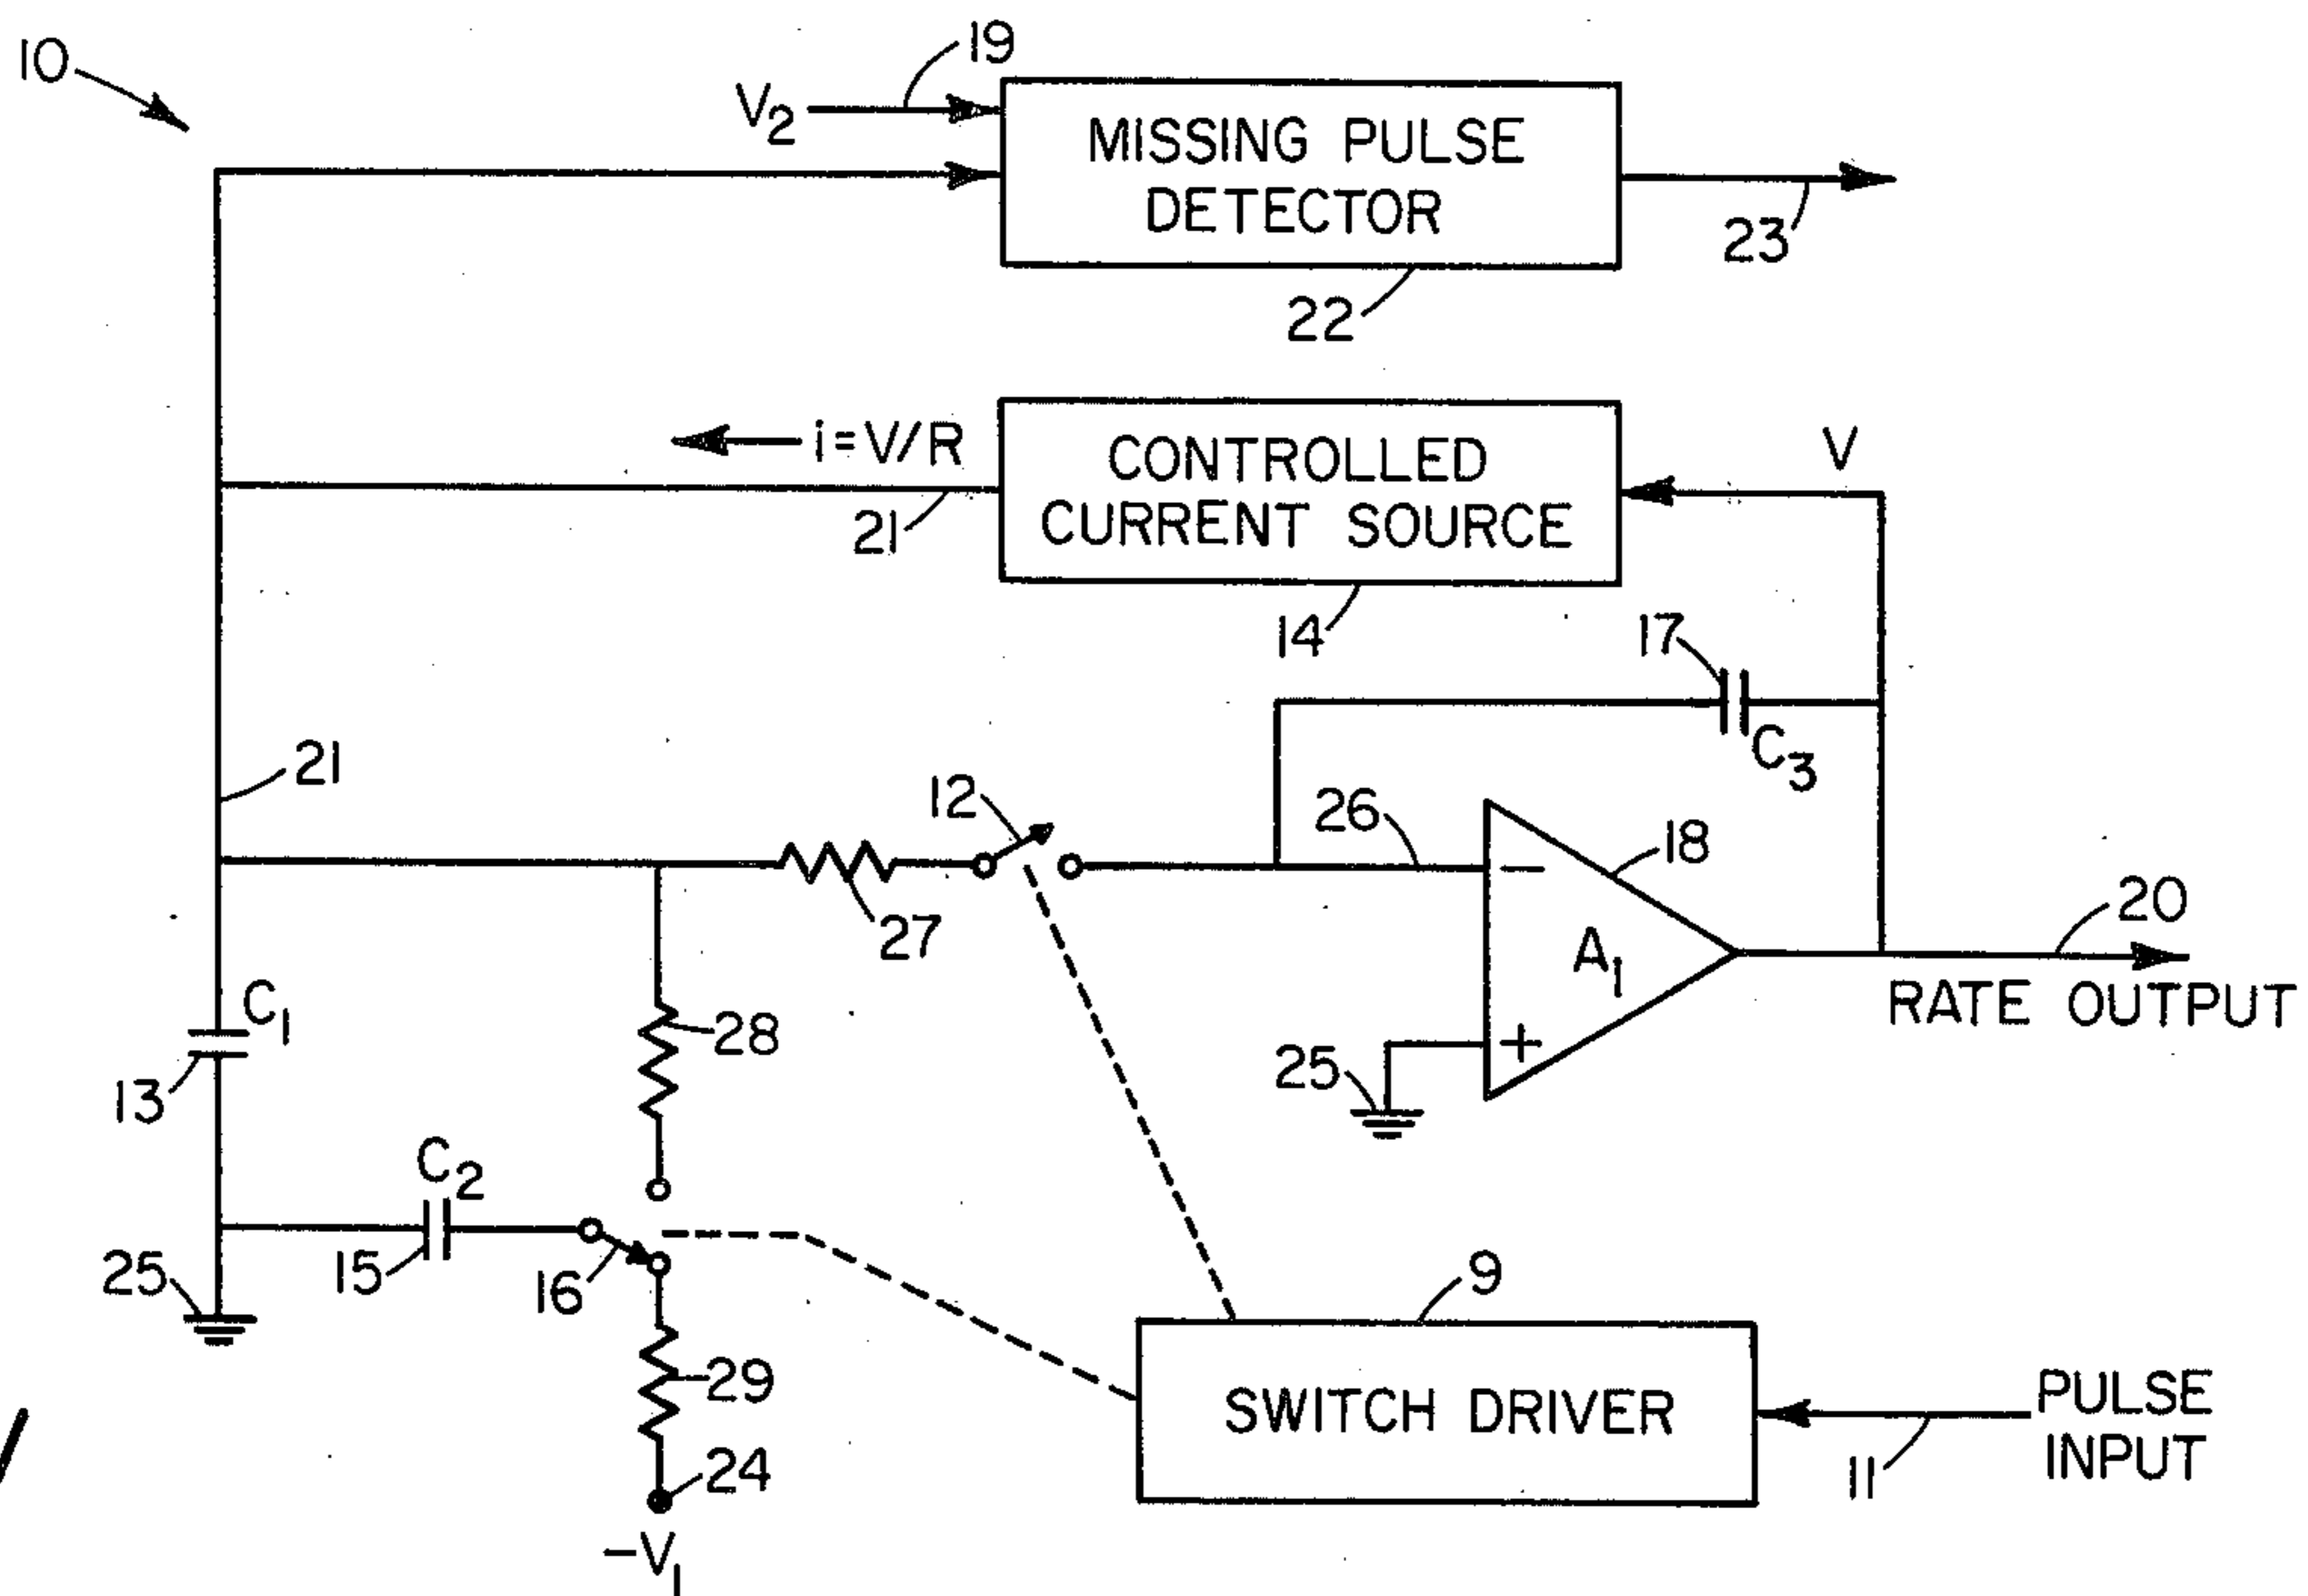 10
19
V2
MISSING PULSE
DETECTOR
23
22
i=V/R
CONTROLLED
CURRENT SOURCE
V
21
14
17
C3
21
12
26
18
27
A1
20
RATE OUTPUT
C1
28
25
13
C2
15
16
25
9
29
SWITCH DRIVER
PULSE
INPUT
11
24
-V1
+
−